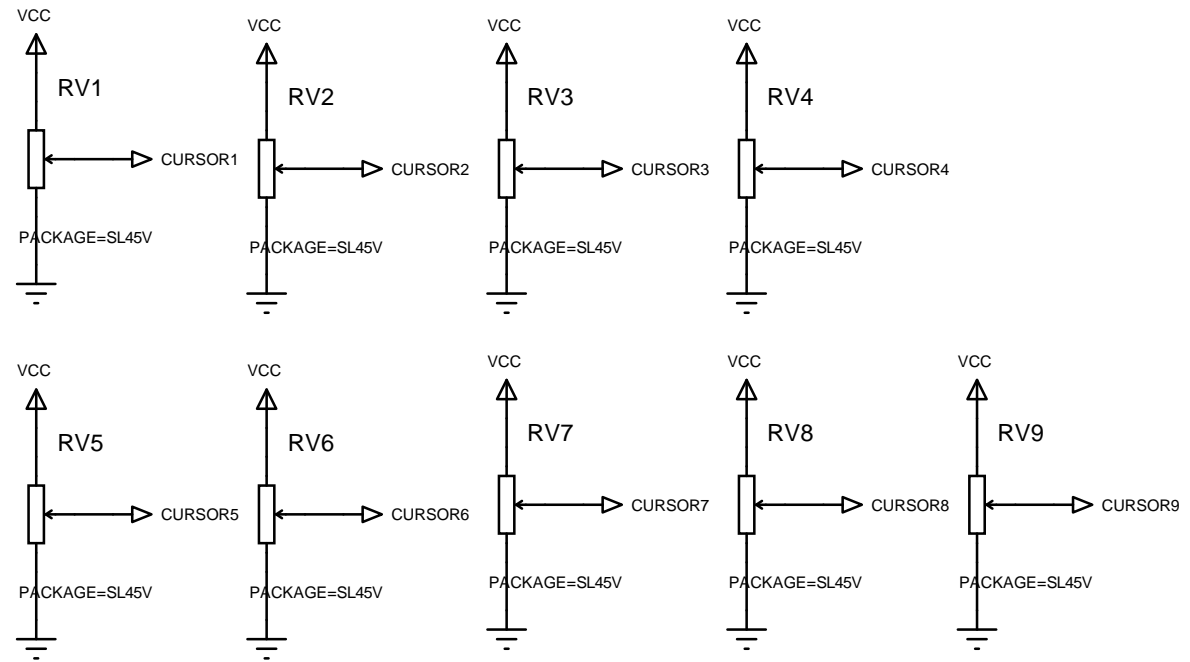 VCC
VCC
VCC
VCC
RV1
RV2
RV3
RV4
CURSOR1
CURSOR2
CURSOR3
CURSOR4
PACKAGE=SL45V
PACKAGE=SL45V
PACKAGE=SL45V
PACKAGE=SL45V
VCC
VCC
VCC
VCC
VCC
RV5
RV6
RV7
RV8
RV9
CURSOR5
CURSOR6
CURSOR7
CURSOR8
CURSOR9
PACKAGE=SL45V
PACKAGE=SL45V
PACKAGE=SL45V
PACKAGE=SL45V
PACKAGE=SL45V